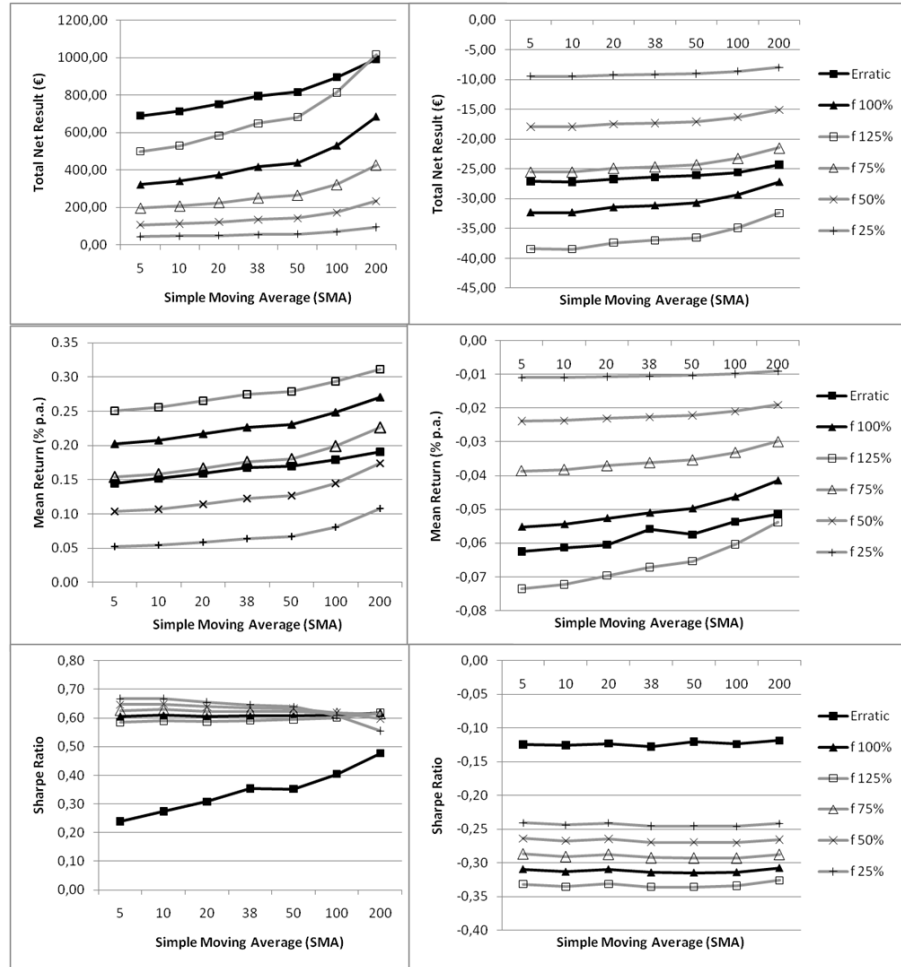 1200,00
1000,00
800,00
600,00
400,00
200,00
0,00
Total Net Result (€)
5 10 20 38 50 100 200
Simple Moving Average (SMA)
0,00
-5,00
-10,00
-15,00
-20,00
-25,00
-30,00
-35,00
-40,00
-45,00
Total Net Result (€)
5 10 20 38 50 100 200
Simple Moving Average (SMA)
Erratic
f 100%
f 125%
f 75%
f 50%
f 25%
0.35
0.30
0.25
0.20
0.15
0.10
0.05
0.00
Mean Return (% p.a.)
5 10 20 38 50 100 200
Simple Moving Average (SMA)
0,00
-0,01
-0,02
-0,03
-0,04
-0,05
-0,06
-0,07
-0,08
Mean Return (% p.a.)
5 10 20 38 50 100 200
Simple Moving Average (SMA)
Erratic
f 100%
f 125%
f 75%
f 50%
f 25%
0,80
0,70
0,60
0,50
0,40
0,30
0,20
0,10
0,00
Sharpe Ratio
5 10 20 38 50 100 200
Simple Moving Average (SMA)
0,00
-0,05
-0,10
-0,15
-0,20
-0,25
-0,30
-0,35
-0,40
Sharpe Ratio
5 10 20 38 50 100 200
Simple Moving Average (SMA)
Erratic
f 100%
f 125%
f 75%
f 50%
f 25%